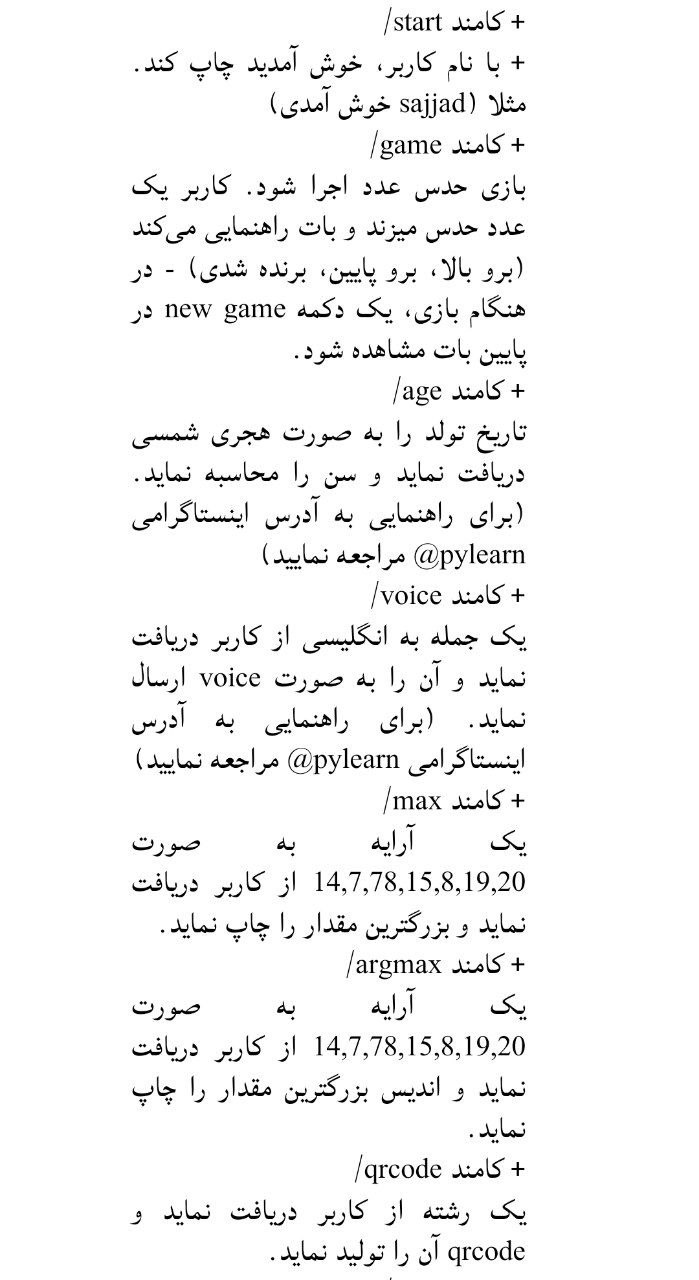 + کامند start/
+ با نام کاربر، خوش آمدید چاپ کند.
مثلا (sajjad خوش آمدی)
+ کامند game/
بازی حدس عدد اجرا شود. کاربر یک
عدد حدس میزند و بات راهنمایی می‌کند
(برو بالا، برو پایین، برنده شدی) - در
هنگام بازی، یک دکمه new game در
پایین بات مشاهده شود.
+ کامند age/
تاریخ تولد را به صورت هجری شمسی
دریافت نماید و سن را محاسبه نماید.
(برای راهنمایی به آدرس اینستاگرامی
@pylearn مراجعه نمایید)
+ کامند voice/
یک جمله به انگلیسی از کاربر دریافت
نماید و آن را به صورت voice ارسال
نماید. (برای راهنمایی به آدرس
اینستاگرامی @pylearn مراجعه نمایید)
+ کامند max/
یک آرایه به صورت
14,7,78,15,8,19,20 از کاربر دریافت
نماید و بزرگترین مقدار را چاپ نماید.
+ کامند argmax/
یک آرایه به صورت
14,7,78,15,8,19,20 از کاربر دریافت
نماید و اندیس بزرگترین مقدار را چاپ
نماید.
+ کامند qrcode/
یک رشته از کاربر دریافت نماید و
qrcode آن را تولید نماید.